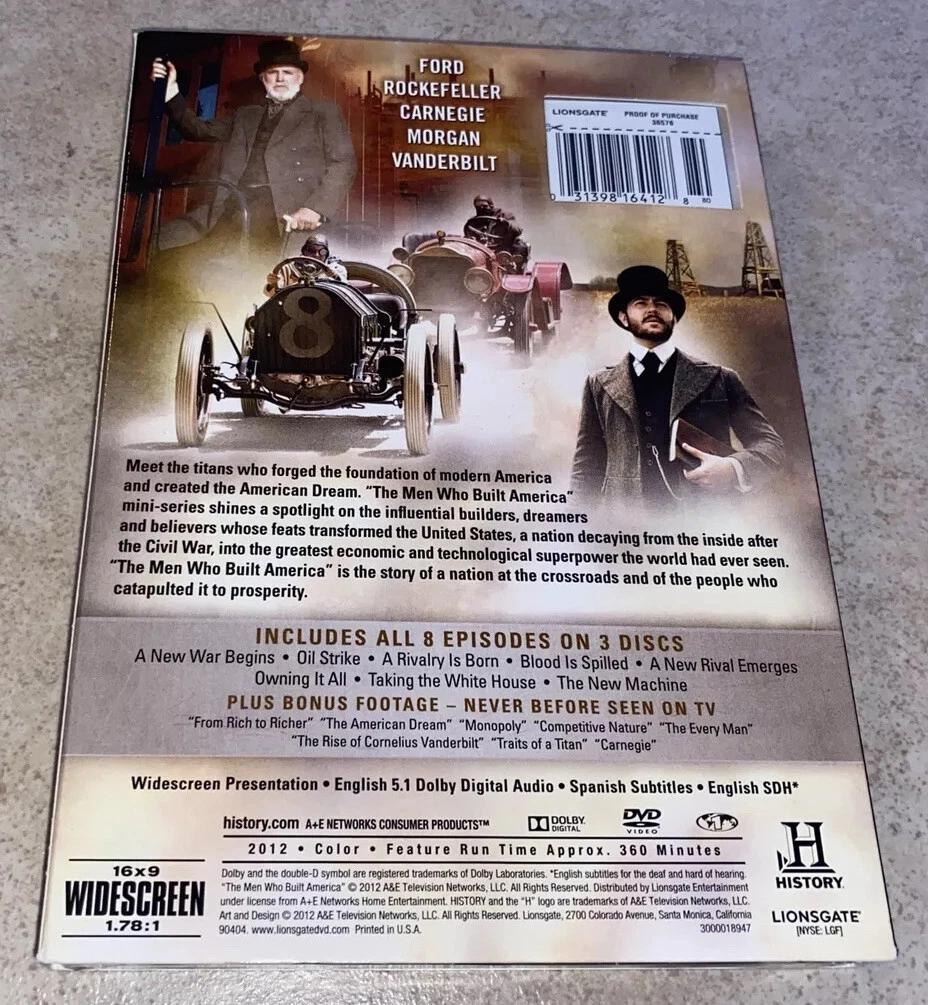 FORD
ROCKEFELLER
CARNEGIE
MORGAN
VANDERBILT
LIONSGATE PROOF OF PURCHASE
36576
0 31398 16412 8 80
8
Meet the titans who forged the foundation of modern America
and created the American Dream. “The Men Who Built America”
mini-series shines a spotlight on the influential builders, dreamers
and believers whose feats transformed the United States, a nation decaying from the inside after
the Civil War, into the greatest economic and technological superpower the world had ever seen.
“The Men Who Built America” is the story of a nation at the crossroads and of the people who
catapulted it to prosperity.
INCLUDES ALL 8 EPISODES ON 3 DISCS
A New War Begins • Oil Strike • A Rivalry Is Born • Blood Is Spilled • A New Rival Emerges
Owning It All • Taking the White House • The New Machine
PLUS BONUS FOOTAGE – NEVER BEFORE SEEN ON TV
“From Rich to Richer” “The American Dream” “Monopoly” “Competitive Nature” “The Every Man”
“The Rise of Cornelius Vanderbilt” “Traits of a Titan” “Carnegie”
Widescreen Presentation • English 5.1 Dolby Digital Audio • Spanish Subtitles • English SDH*
history.com A+E NETWORKS CONSUMER PRODUCTS™ DOLBY DIGITAL DVD VIDEO 1
2012 • Color • Feature Run Time Approx. 360 Minutes
16x9
WIDESCREEN
1.78:1
Dolby and the double-D symbol are registered trademarks of Dolby Laboratories. *English subtitles for the deaf and hard of hearing.
“The Men Who Built America” © 2012 A&E Television Networks, LLC. All Rights Reserved. Distributed by Lionsgate Entertainment
under license from A+E Networks Home Entertainment. HISTORY and the “H” logo are trademarks of A&E Television Networks, LLC.
Art and Design © 2012 A&E Television Networks, LLC. All Rights Reserved. Lionsgate, 2700 Colorado Avenue, Santa Monica, California
90404. www.lionsgatedvd.com Printed in U.S.A. 3000018947
H
HISTORY.
LIONSGATE®
[NYSE: LGF]